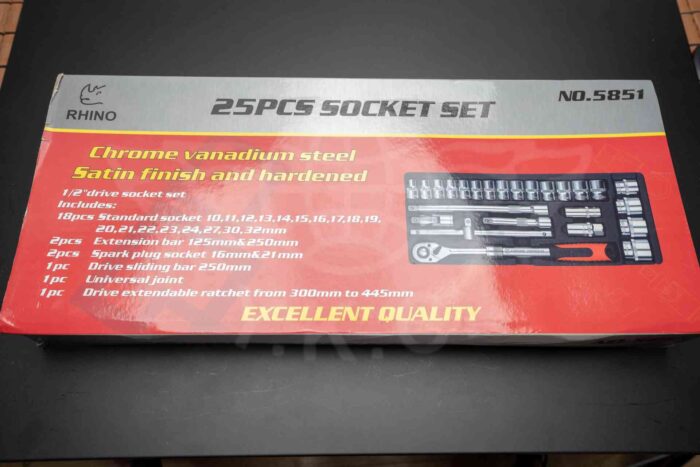 RHINO
25PCS SOCKET SET
NO.5851
Chrome vanadium steel
Satin finish and hardened
1/2"drive socket set
Includes:
18pcs Standard socket 10,11,12,13,14,15,16,17,18,19,
20,21,22,23,24,27,30,32mm
2pcs Extension bar 125mm&250mm
2pcs Spark plug socket 16mm&21mm
1pc Drive sliding bar 250mm
1pc Universal joint
1pc Drive extendable ratchet from 300mm to 445mm
EXCELLENT QUALITY